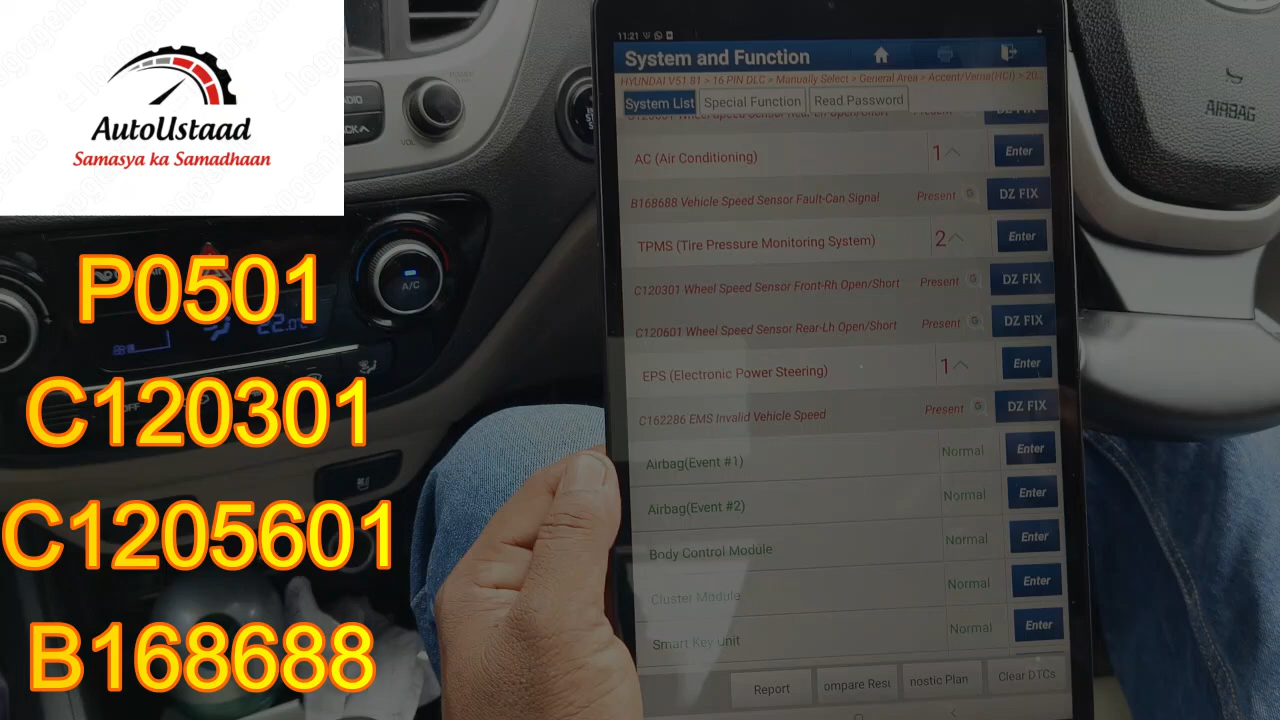 AutoUstaad
Samasya ka Samadhaan
P0501
C120301
C1205601
B168688
RADIO
POWER
VOL
A/C
OFF
AIRBAG
11:21
System and Function
HYUNDAI V51.81 > 16 PIN DLC > Manually Select > General Area > Accent/Verna(HCI) > 20...
System List
Special Function
Read Password
AC (Air Conditioning) 1 Enter
B168688 Vehicle Speed Sensor Fault-Can Signal Present G DZ FIX
TPMS (Tire Pressure Monitoring System) 2 Enter
C120301 Wheel Speed Sensor Front-Rh Open/Short Present G DZ FIX
C120601 Wheel Speed Sensor Rear-Lh Open/Short Present G DZ FIX
EPS (Electronic Power Steering) 1 Enter
C162286 EMS Invalid Vehicle Speed Present G DZ FIX
Airbag(Event #1) Normal Enter
Airbag(Event #2) Normal Enter
Body Control Module Normal Enter
Cluster Module Normal Enter
Smart Key unit Normal Enter
Report
ompare Resu
nostic Plan
Clear DTCs